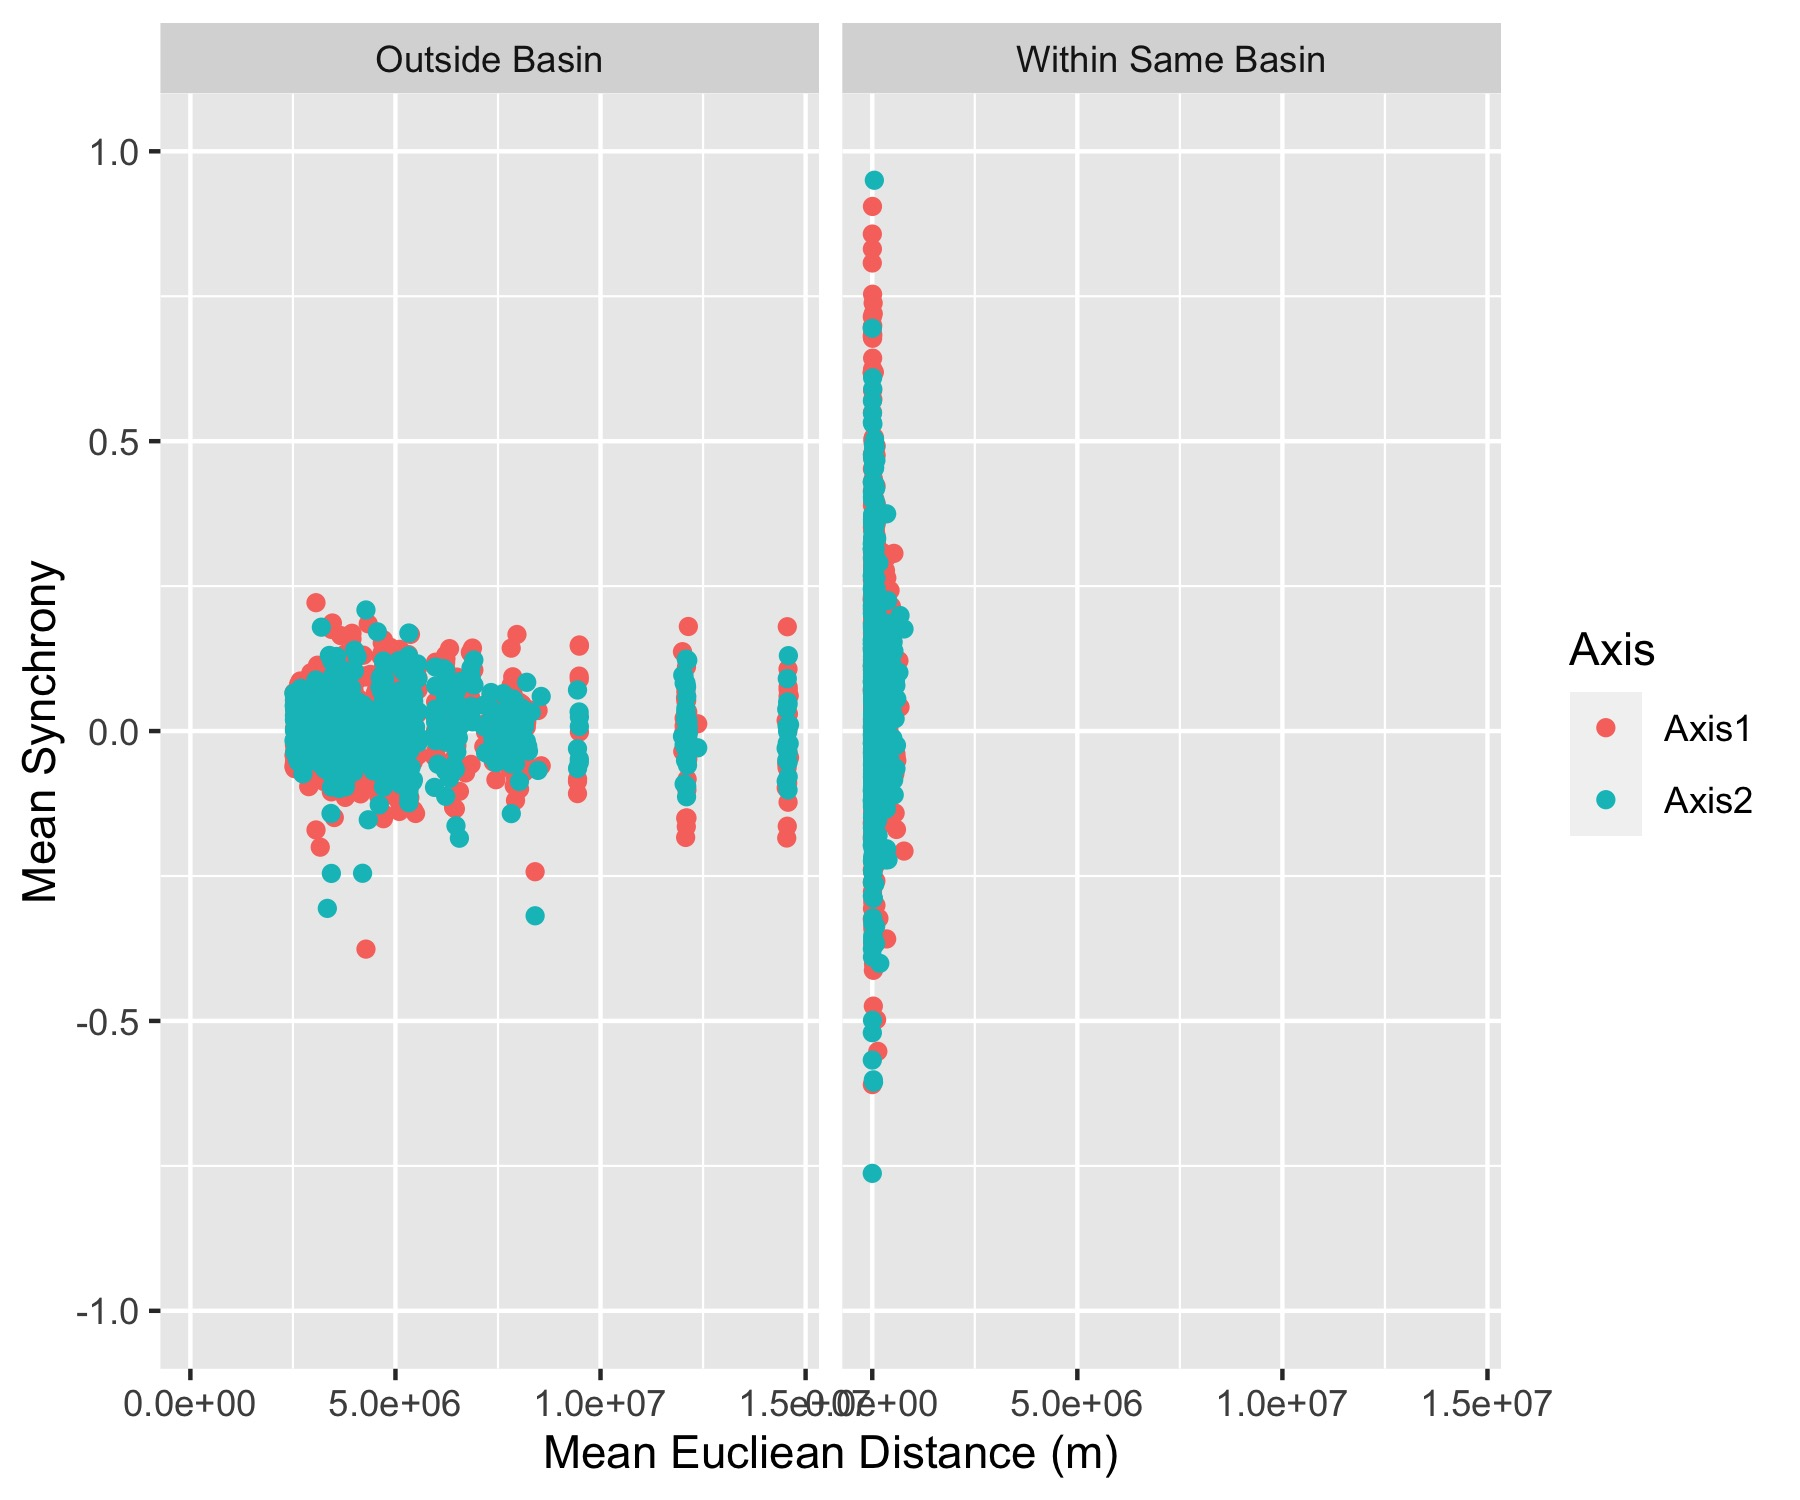 Outside Basin
Within Same Basin
1.0
0.5
0.0
-0.5
-1.0
Mean Synchrony
0.0e+00 5.0e+06 1.0e+07 1.5e+07
0.0e+00 5.0e+06 1.0e+07 1.5e+07
Mean Eucliean Distance (m)
Axis
Axis1
Axis2